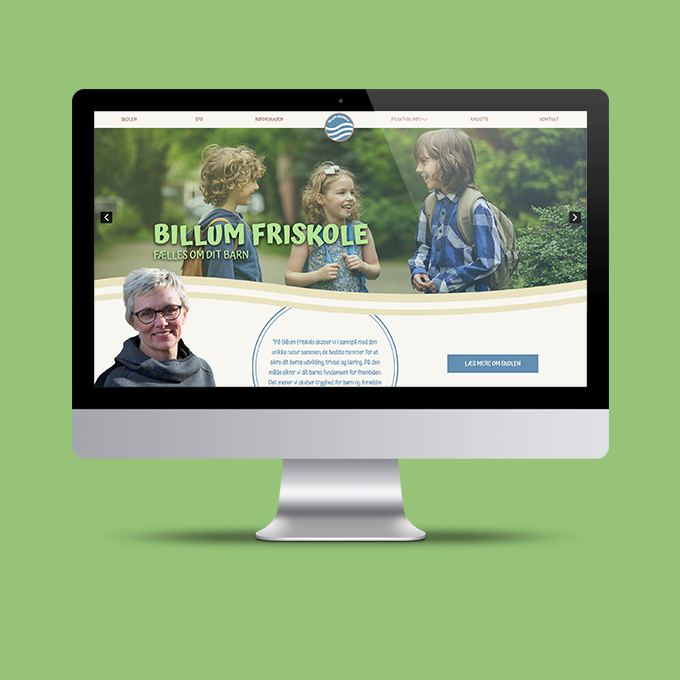 SKOLEN SFO BØRNEHAVEN PRAKTISK INFO ANSATTE KONTAKT
BILLUM FRISKOLE
FÆLLES OM DIT BARN
"På Billum Friskole skaber vi i samspil med den
unikke natur sammen, de bedste rammer for at
sikre dit barns udvikling, trivsel og læring. På den
måde sikrer vi dit barns fundament for fremtiden.
Det mener vi skaber tryghed for børn og forældre
LÆS MERE OM SKOLEN